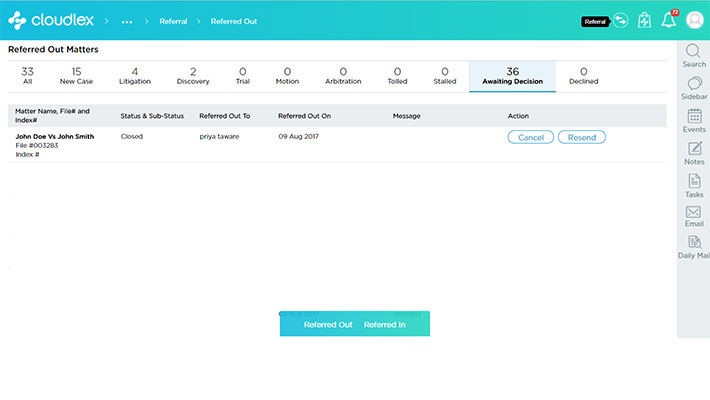 cloudlex > ··· > Referral > Referred Out Referral 72
Referred Out Matters
33 15 4 2 0 0 0 0 0 36 0
All New Case Litigation Discovery Trial Motion Arbitration Tolled Stalled Awaiting Decision Declined
Matter Name, File# and
Index# Status & Sub-Status Referred Out To Referred Out On Message Action
John Doe Vs John Smith Closed priya taware 09 Aug 2017 Cancel Resend
File #003283
Index #
Search
Sidebar
Events
Notes
Tasks
Email
Daily Mail
Referred Out Referred In